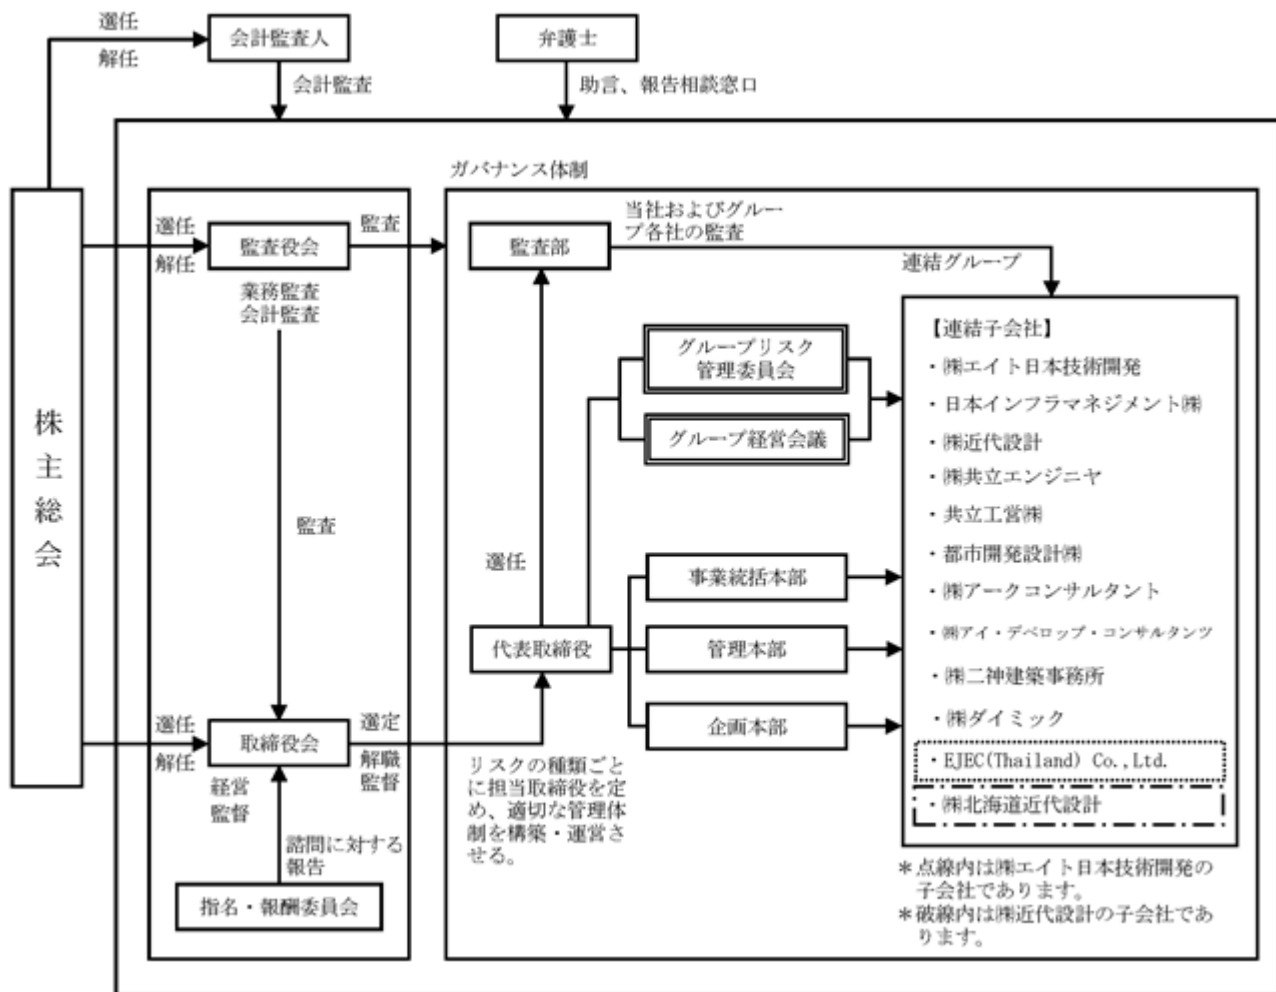 選任
解任
会計監査人
会計監査
弁護士
助言、報告相談窓口
株主総会
選任
解任
監査役会
監査
業務監査
会計監査
監査
選任
解任
取締役会
選定
解職
監督
経営
監督
諮問に対する
報告
指名・報酬委員会
ガバナンス体制
監査部
当社およびグルー
プ各社の監査
選任
代表取締役
リスクの種類ごと
に担当取締役を定
め、適切な管理体
制を構築・運営さ
せる。
グループリスク
管理委員会
グループ経営会議
事業統括本部
管理本部
企画本部
連結グループ
【連結子会社】
・㈱エイト日本技術開発
・日本インフラマネジメント㈱
・㈱近代設計
・㈱共立エンジニヤ
・共立工営㈱
・都市開発設計㈱
・㈱アークコンサルタント
・㈱アイ・デベロップ・コンサルタンツ
・㈱二神建築事務所
・㈱ダイミック
・EJEC(Thailand) Co.,Ltd.
・㈱北海道近代設計
＊点線内は㈱エイト日本技術開発の
子会社であります。
＊破線内は㈱近代設計の子会社であ
ります。